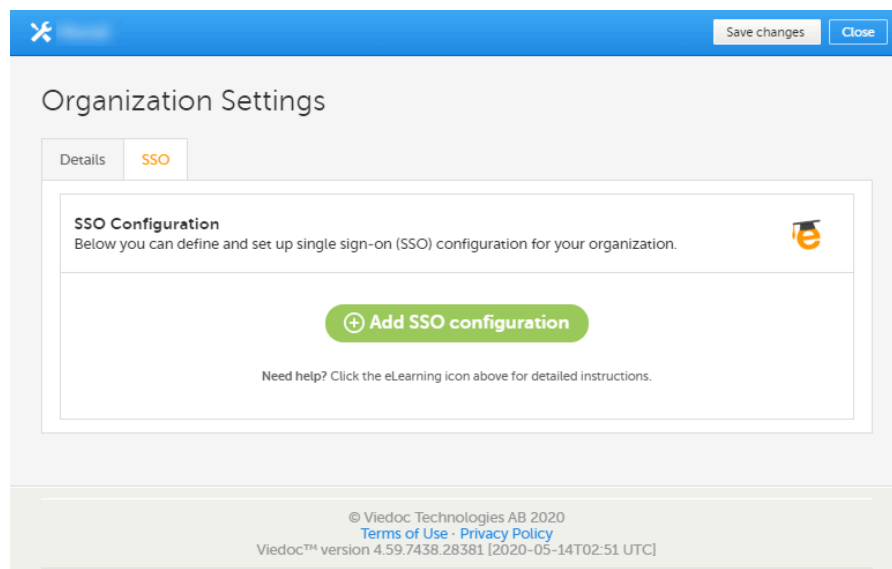 Save changes
Close
Organization Settings
Details
SSO
SSO Configuration
Below you can define and set up single sign-on (SSO) configuration for your organization.
e
Add SSO configuration
Need help? Click the eLearning icon above for detailed instructions.
© Viedoc Technologies AB 2020
Terms of Use · Privacy Policy
Viedoc™ version 4.59.7438.28381 [2020-05-14T02:51 UTC]